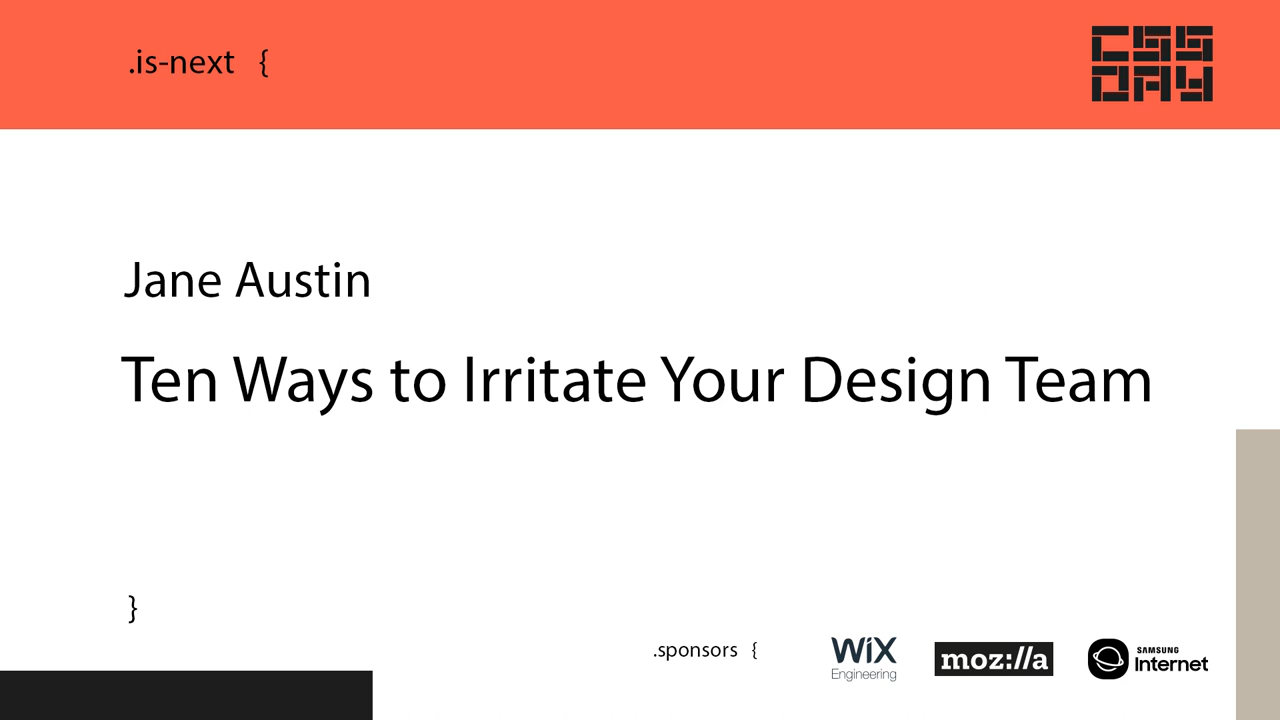 .is-next {
CSS
DAY
Jane Austin
Ten Ways to Irritate Your Design Team
}
.sponsors {
WiX
Engineering
moz://a
SAMSUNG
Internet